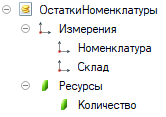 ОстаткиНоменклатуры
Измерения
Номенклатура
Склад
Ресурсы
Количество